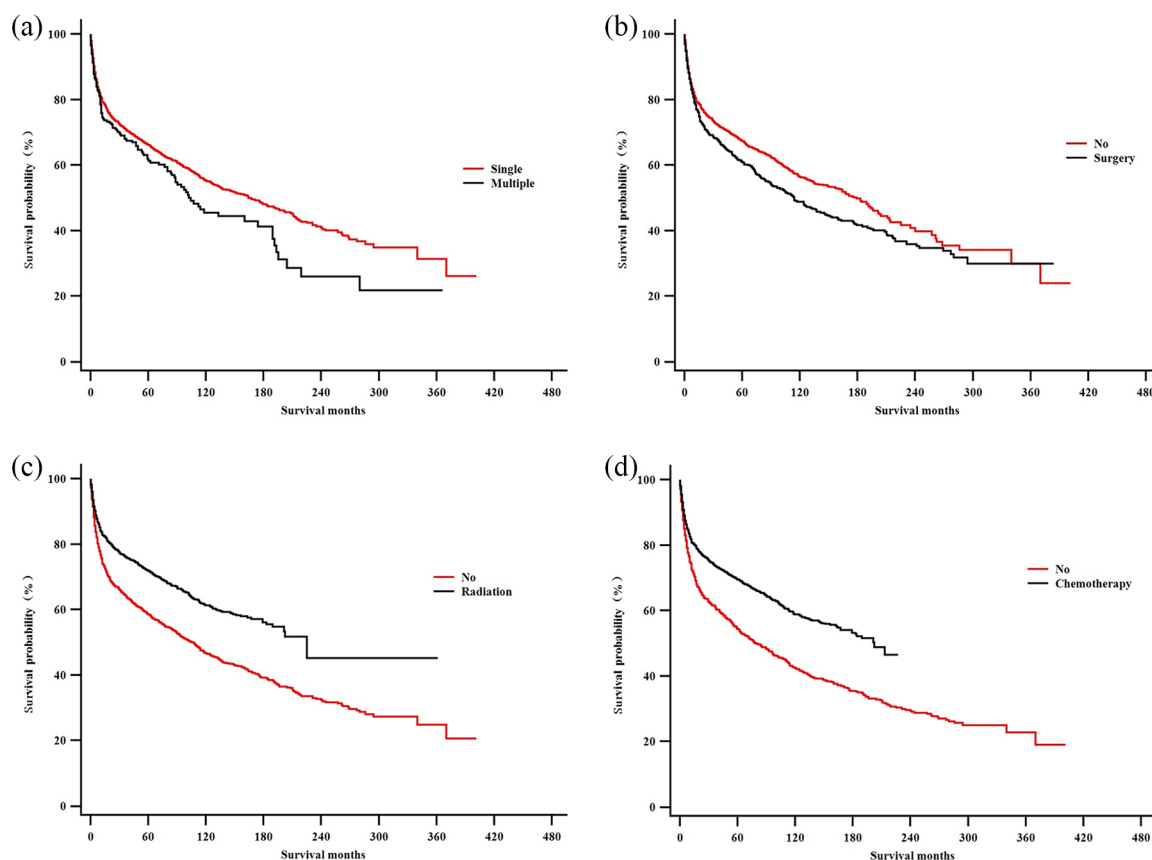 (a)
Survival probability (%)
100
80
60
40
20
0
Single
Multiple
0 60 120 180 240 300 360 420 480
Survival months
(b)
Survival probability (%)
100
80
60
40
20
0
No
Surgery
0 60 120 180 240 300 360 420 480
Survival months
(c)
Survival probability (%)
100
80
60
40
20
0
No
Radiation
0 60 120 180 240 300 360 420 480
Survival months
(d)
Survival probability (%)
100
80
60
40
20
0
No
Chemotherapy
0 60 120 180 240 300 360 420 480
Survival months